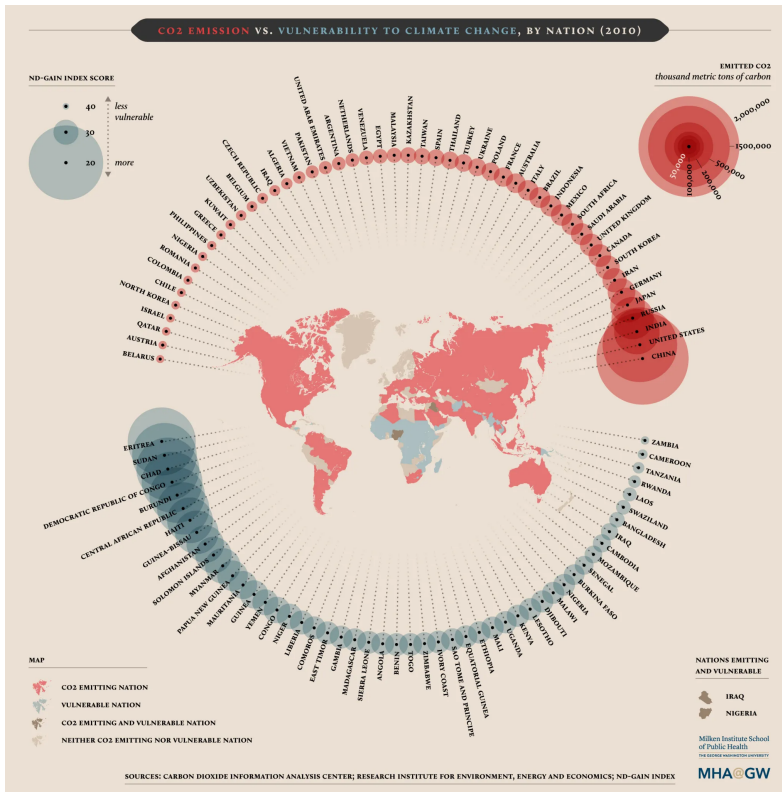 CO2 EMISSION VS. VULNERABILITY TO CLIMATE CHANGE, BY NATION (2010)
ND-GAIN INDEX SCORE
40
30
20
less
vulnerable
more
EMITTED CO2
thousand metric tons of carbon
2,000,000
1500000
500,000
200,000
100,000
50,000
BELARUS
AUSTRIA
QATAR
ISRAEL
NORTH KOREA
CHILE
COLOMBIA
ROMANIA
NIGERIA
PHILIPPINES
GREECE
KUWAIT
UZBEKISTAN
BELGIUM
CZECH REPUBLIC
IRAQ
ALGERIA
VIETNAM
PAKISTAN
UNITED ARAB EMIRATES
ARGENTINA
NETHERLANDS
VENEZUELA
EGYPT
MALAYSIA
KAZAKHSTAN
TAIWAN
SPAIN
THAILAND
TURKEY
UKRAINE
POLAND
FRANCE
AUSTRALIA
ITALY
BRAZIL
INDONESIA
MEXICO
SOUTH AFRICA
SAUDI ARABIA
UNITED KINGDOM
CANADA
SOUTH KOREA
IRAN
GERMANY
JAPAN
RUSSIA
INDIA
UNITED STATES
CHINA
ERITREA
SUDAN
CHAD
DEMOCRATIC REPUBLIC OF CONGO
BURUNDI
CENTRAL AFRICAN REPUBLIC
HAITI
GUINEA-BISSAU
AFGHANISTAN
SOLOMON ISLANDS
MYANMAR
PAPUA NEW GUINEA
MAURITANIA
GUINEA
YEMEN
CONGO
NIGER
LIBERIA
COMOROS
EAST TIMOR
GAMBIA
MADAGASCAR
SIERRA LEONE
ANGOLA
BENIN
TOGO
ZIMBABWE
IVORY COAST
SAO TOME AND PRINCIPE
EQUATORIAL GUINEA
ETHIOPIA
MALI
UGANDA
KENYA
LESOTHO
DJIBOUTI
MALAWI
NIGERIA
BURKINA FASO
SENEGAL
MOZAMBIQUE
CAMBODIA
IRAQ
BANGLADESH
SWAZILAND
LAOS
RWANDA
TANZANIA
CAMEROON
ZAMBIA
MAP
CO2 EMITTING NATION
VULNERABLE NATION
CO2 EMITTING AND VULNERABLE NATION
NEITHER CO2 EMITTING NOR VULNERABLE NATION
NATIONS EMITTING
AND VULNERABLE
IRAQ
NIGERIA
Milken Institute School
of Public Health
THE GEORGE WASHINGTON UNIVERSITY
MHA@GW
SOURCES: CARBON DIOXIDE INFORMATION ANALYSIS CENTER; RESEARCH INSTITUTE FOR ENVIRONMENT, ENERGY AND ECONOMICS; ND-GAIN INDEX